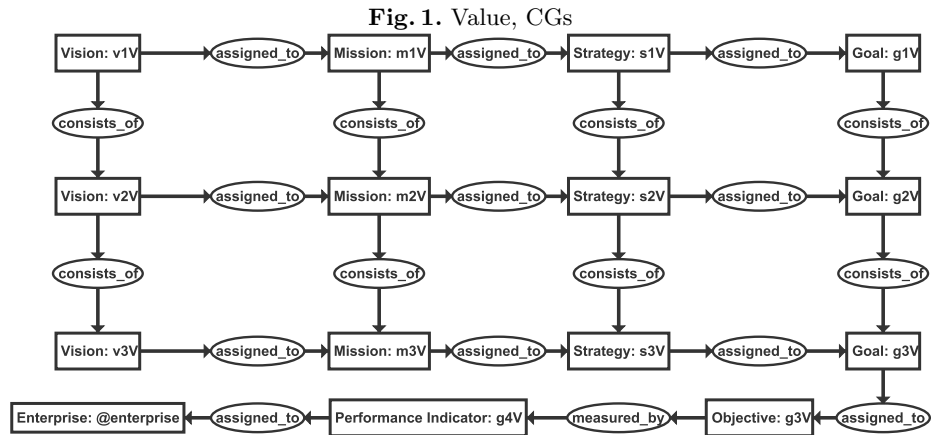 Fig. 1. Value, CGs
Vision: v1V assigned_to Mission: m1V assigned_to Strategy: s1V assigned_to Goal: g1V
consists_of consists_of consists_of consists_of
Vision: v2V assigned_to Mission: m2V assigned_to Strategy: s2V assigned_to Goal: g2V
consists_of consists_of consists_of consists_of
Vision: v3V assigned_to Mission: m3V assigned_to Strategy: s3V assigned_to Goal: g3V
Enterprise: @enterprise assigned_to Performance Indicator: g4V measured_by Objective: g3V assigned_to